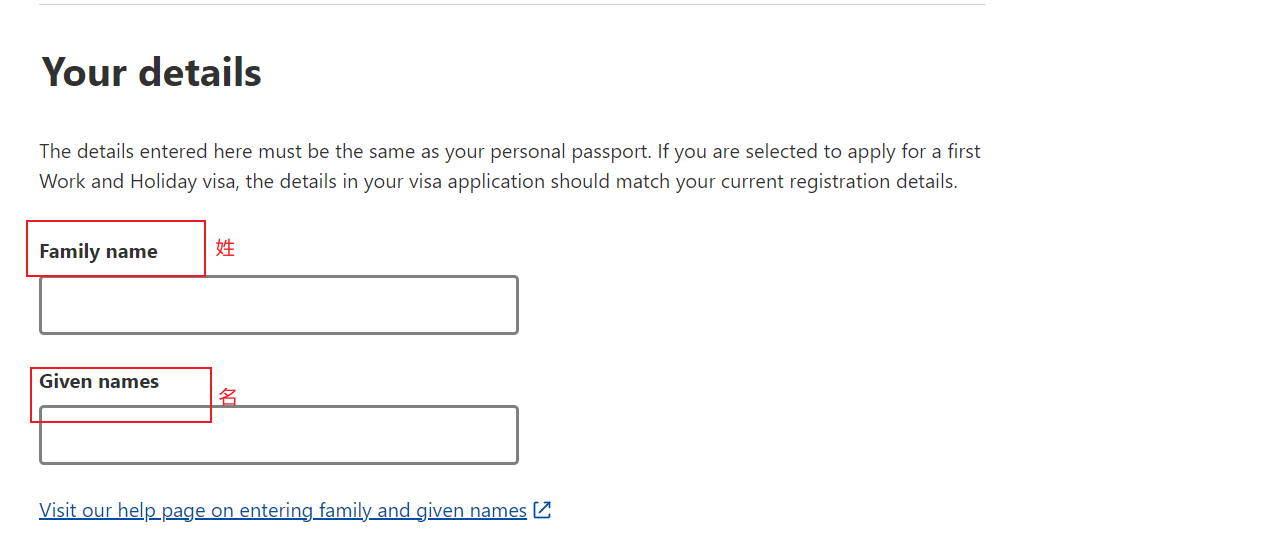 Your details
The details entered here must be the same as your personal passport. If you are selected to apply for a first
Work and Holiday visa, the details in your visa application should match your current registration details.
Family name 姓
Given names 名
Visit our help page on entering family and given names